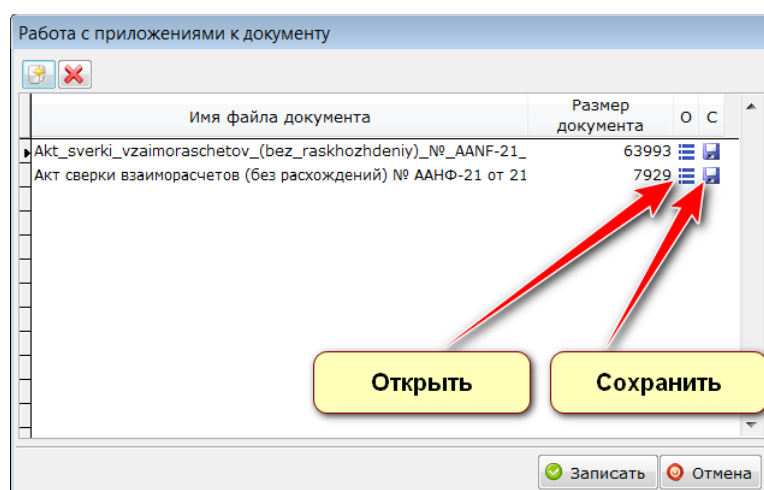 Работа с приложениями к документу
Имя файла документа
Размер документа
О
С
Akt_sverki_vzaimoraschetov_(bez_raskhozhdeniy)_№_AANF-21_
63993
Акт сверки взаиморасчетов (без расхождений) № ААНФ-21 от 21
7929
Открыть
Сохранить
Записать
Отмена